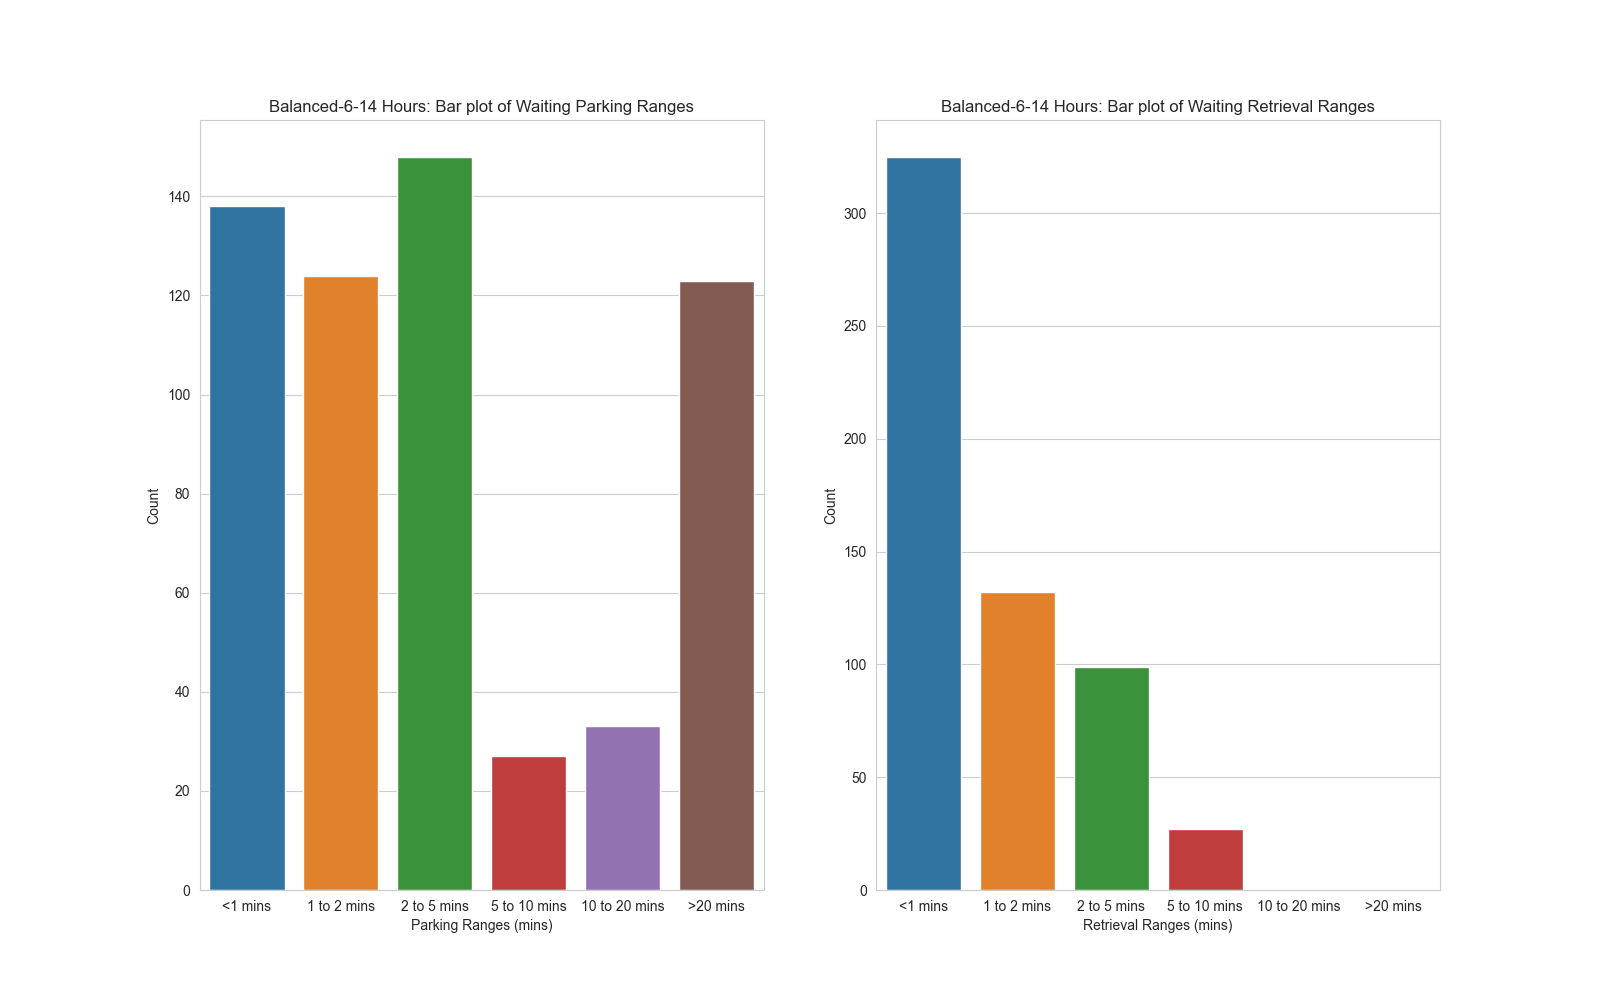 Balanced-6-14 Hours: Bar plot of Waiting Parking Ranges
140
120
100
80
60
40
20
0
Count
<1 mins
1 to 2 mins
2 to 5 mins
5 to 10 mins
10 to 20 mins
>20 mins
Parking Ranges (mins)
Balanced-6-14 Hours: Bar plot of Waiting Retrieval Ranges
300
250
200
150
100
50
0
Count
<1 mins
1 to 2 mins
2 to 5 mins
5 to 10 mins
10 to 20 mins
>20 mins
Retrieval Ranges (mins)